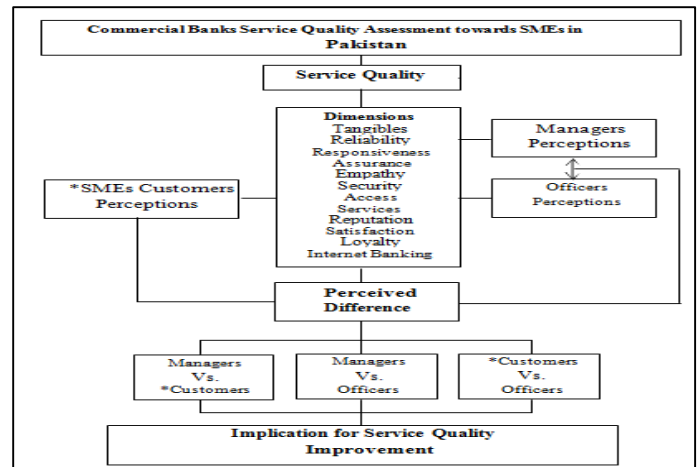 Commercial Banks Service Quality Assessment towards SMEs in
Pakistan
Service Quality
Dimensions
Tangibles
Reliability
Responsiveness
Assurance
Empathy
Security
Access
Services
Reputation
Satisfaction
Loyalty
Internet Banking
Managers
Perceptions
*SMEs Customers
Perceptions
Officers
Perceptions
Perceived
Difference
Managers
Vs.
*Customers
Managers
Vs.
Officers
*Customers
Vs.
Officers
Implication for Service Quality
Improvement